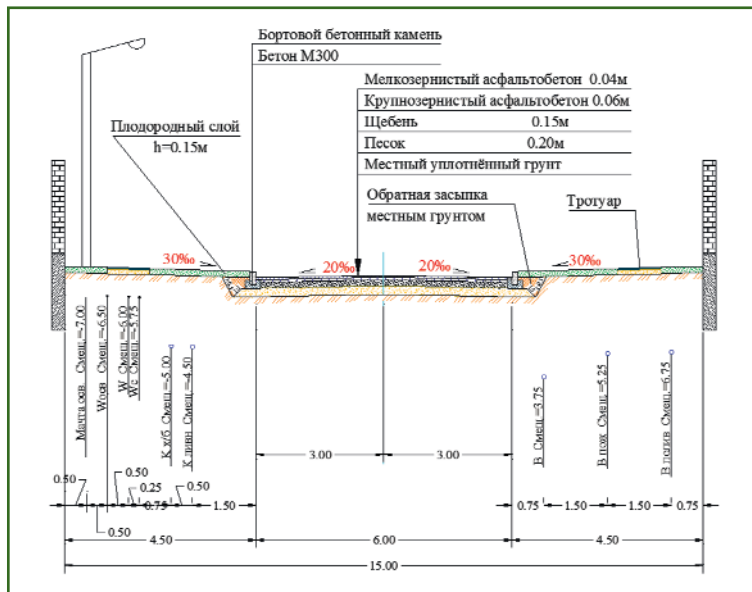 Бортовой бетонный камень
Бетон М300
Мелкозернистый асфальтобетон 0.04м
Крупнозернистый асфальтобетон 0.06м
Щебень 0.15м
Песок 0.20м
Местный уплотнённый грунт
Плодородный слой
h=0.15м
Обратная засыпка
местным грунтом
Тротуар
30‰
20‰
20‰
30‰
Мачта осв. Смещ.=-7.00
Wосв Смещ.=-6.50
W Смещ.=-6.00
Wс Смещ.=-5.75
К х/б Смещ.=-5.00
К ливн Смещ.=-4.50
В Смещ.=3.75
В пож Смещ.=5.25
В полив Смещ.=6.75
3.00
3.00
0.50
0.50
0.50
0.25
0.75
0.50
1.50
0.75
1.50
1.50
0.75
4.50
6.00
4.50
15.00